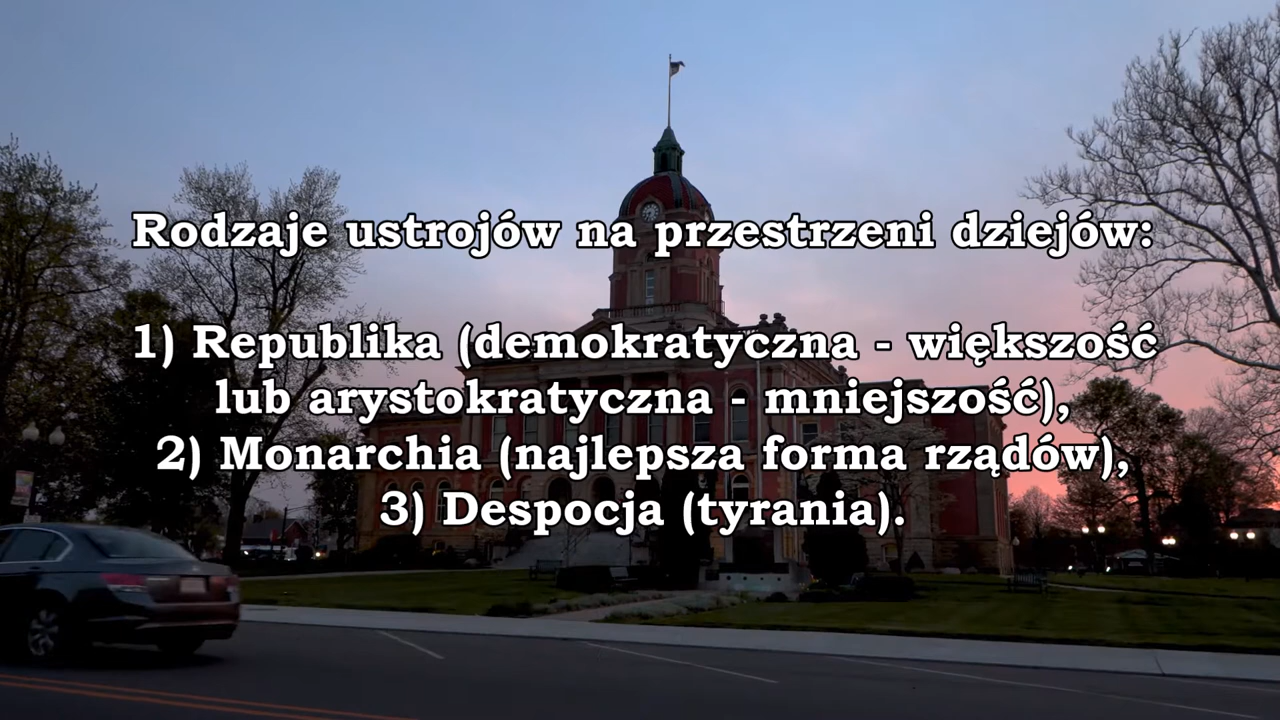 Rodzaje ustrojów na przestrzeni dziejów:
1) Republika (demokratyczna - większość
lub arystokratyczna - mniejszość),
2) Monarchia (najlepsza forma rządów),
3) Despocja (tyrania).